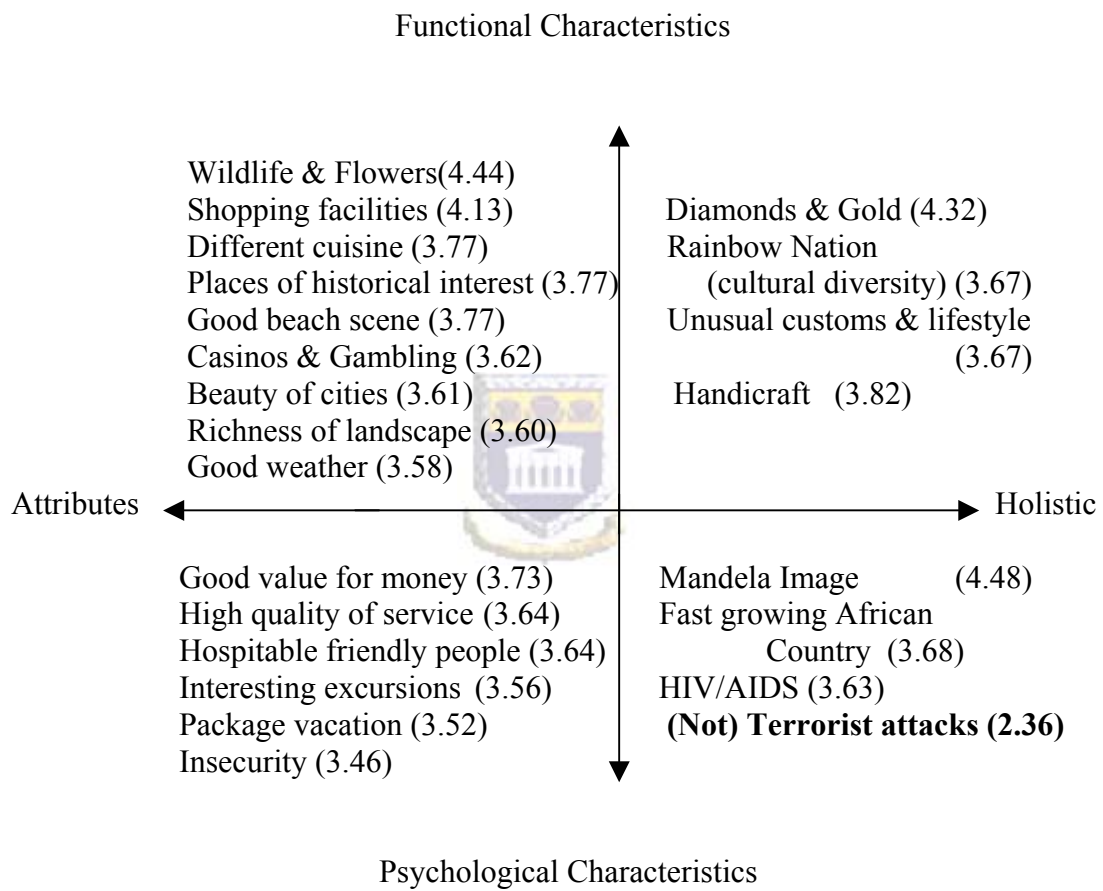 Functional Characteristics
Wildlife & Flowers(4.44)
Shopping facilities (4.13)
Different cuisine (3.77)
Places of historical interest (3.77)
Good beach scene (3.77)
Casinos & Gambling (3.62)
Beauty of cities (3.61)
Richness of landscape (3.60)
Good weather (3.58)
Diamonds & Gold (4.32)
Rainbow Nation
(cultural diversity) (3.67)
Unusual customs & lifestyle
(3.67)
Handicraft (3.82)
Attributes
Holistic
Good value for money (3.73)
High quality of service (3.64)
Hospitable friendly people (3.64)
Interesting excursions (3.56)
Package vacation (3.52)
Insecurity (3.46)
Mandela Image (4.48)
Fast growing African
Country (3.68)
HIV/AIDS (3.63)
(Not) Terrorist attacks (2.36)
Psychological Characteristics